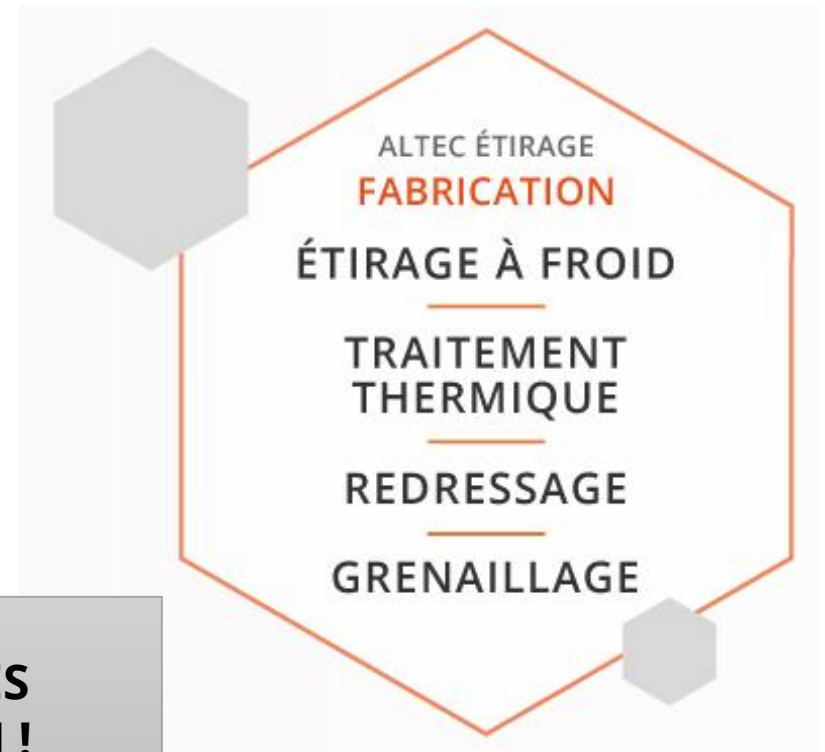 ALTEC ÉTIRAGE
FABRICATION
ÉTIRAGE À FROID
TRAITEMENT
THERMIQUE
REDRESSAGE
GRENAILLAGE